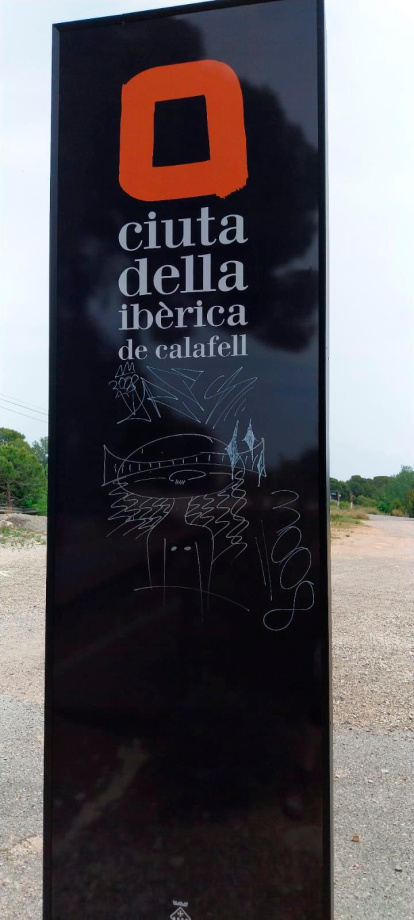 ciuta
della
ibèrica
de calafell